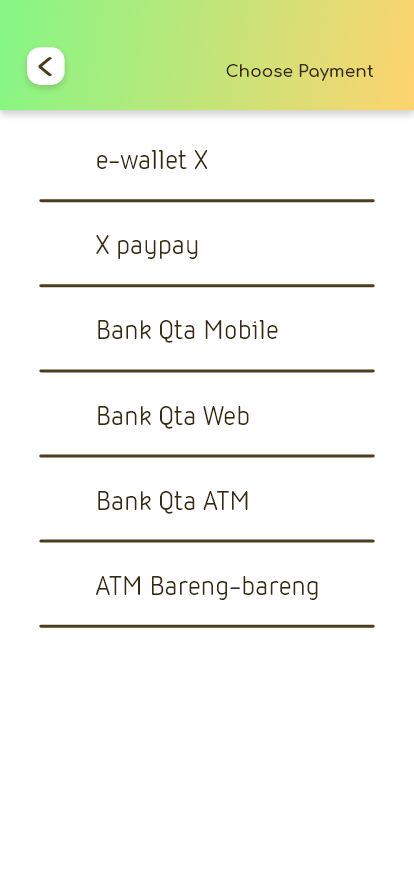 Choose Payment
e-wallet X
X paypay
Bank Qta Mobile
Bank Qta Web
Bank Qta ATM
ATM Bareng-bareng